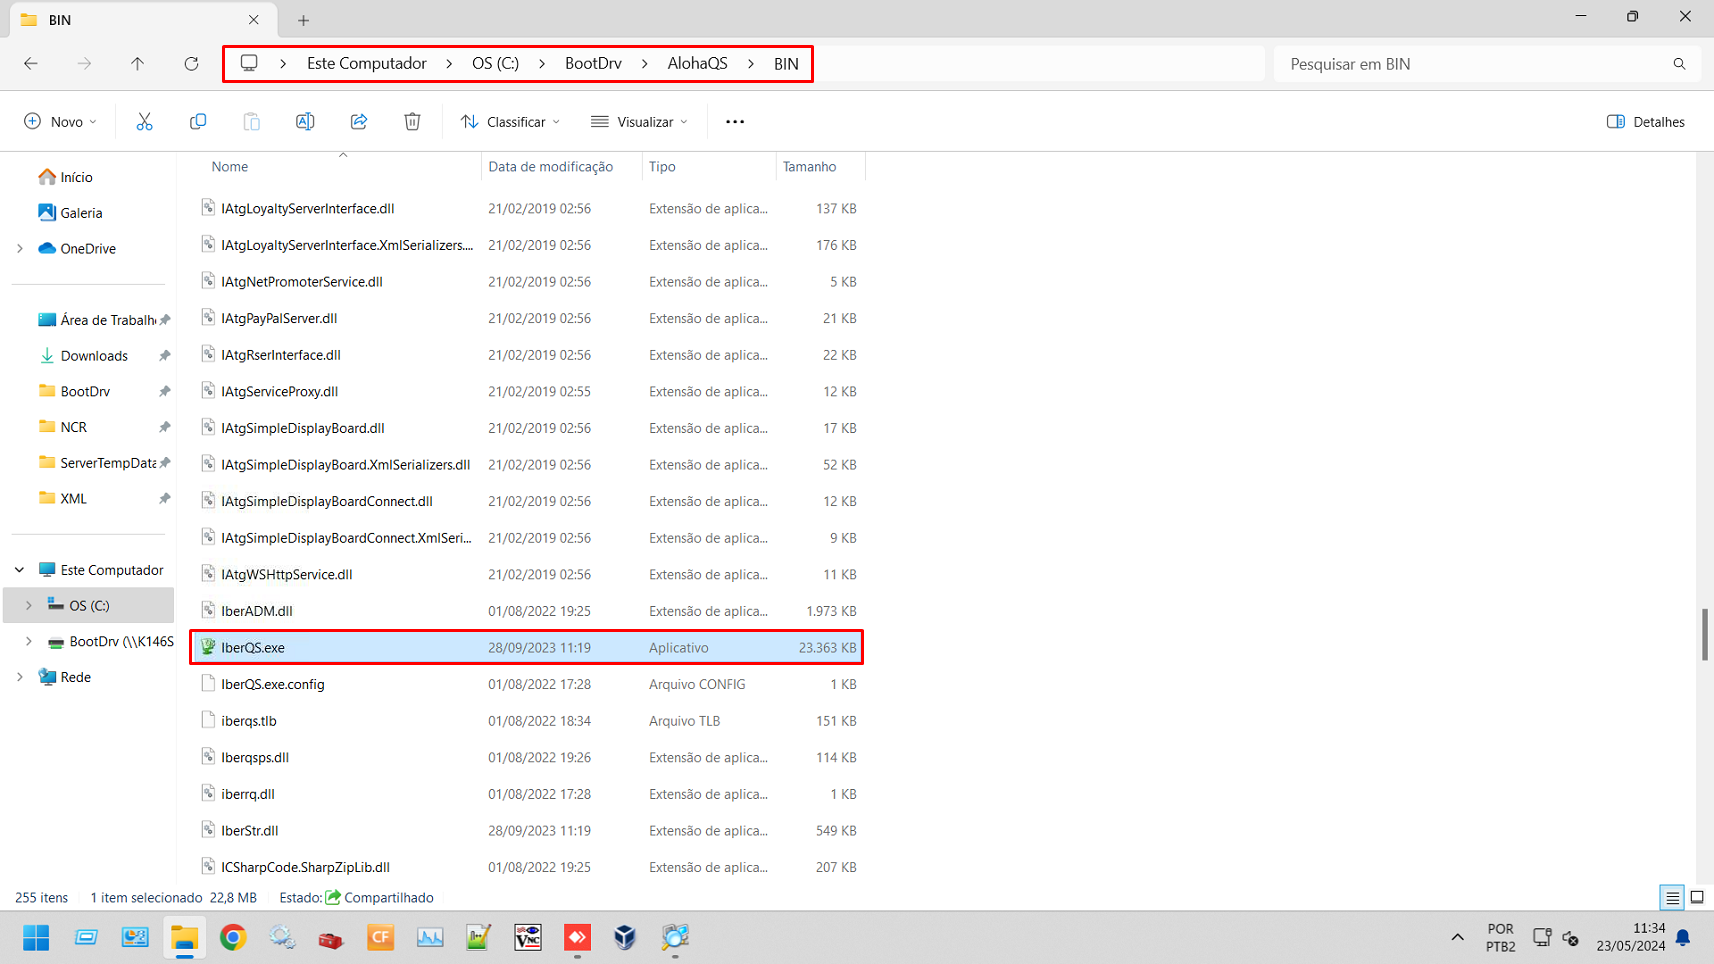 BIN
Este Computador > OS (C:) > BootDrv > AlohaQS > BIN
Pesquisar em BIN
Novo
Classificar
Visualizar
Detalhes
Nome Data de modificação Tipo Tamanho
Início
Galeria
OneDrive
Área de Trabalh
Downloads
BootDrv
NCR
ServerTempData
XML
Este Computador
OS (C:)
BootDrv (\\K146S
Rede
IAtgLoyaltyServerInterface.dll 21/02/2019 02:56 Extensão de aplica... 137 KB
IAtgLoyaltyServerInterface.XmlSerializers.... 21/02/2019 02:56 Extensão de aplica... 176 KB
IAtgNetPromoterService.dll 21/02/2019 02:56 Extensão de aplica... 5 KB
IAtgPayPalServer.dll 21/02/2019 02:56 Extensão de aplica... 21 KB
IAtgRserInterface.dll 21/02/2019 02:56 Extensão de aplica... 22 KB
IAtgServiceProxy.dll 21/02/2019 02:55 Extensão de aplica... 12 KB
IAtgSimpleDisplayBoard.dll 21/02/2019 02:56 Extensão de aplica... 17 KB
IAtgSimpleDisplayBoard.XmlSerializers.dll 21/02/2019 02:56 Extensão de aplica... 52 KB
IAtgSimpleDisplayBoardConnect.dll 21/02/2019 02:56 Extensão de aplica... 12 KB
IAtgSimpleDisplayBoardConnect.XmlSeri... 21/02/2019 02:56 Extensão de aplica... 9 KB
IAtgWSHttpService.dll 21/02/2019 02:56 Extensão de aplica... 11 KB
IberADM.dll 01/08/2022 19:25 Extensão de aplica... 1.973 KB
IberQS.exe 28/09/2023 11:19 Aplicativo 23.363 KB
IberQS.exe.config 01/08/2022 17:28 Arquivo CONFIG 1 KB
iberqs.tlb 01/08/2022 18:34 Arquivo TLB 151 KB
Iberqsps.dll 01/08/2022 19:26 Extensão de aplica... 114 KB
iberrq.dll 01/08/2022 17:28 Extensão de aplica... 1 KB
IberStr.dll 28/09/2023 11:19 Extensão de aplica... 549 KB
ICSharpCode.SharpZipLib.dll 01/08/2022 19:25 Extensão de aplica... 207 KB
255 itens 1 item selecionado 22,8 MB Estado: Compartilhado
CF
VNC
POR
PTB2
11:34
23/05/2024